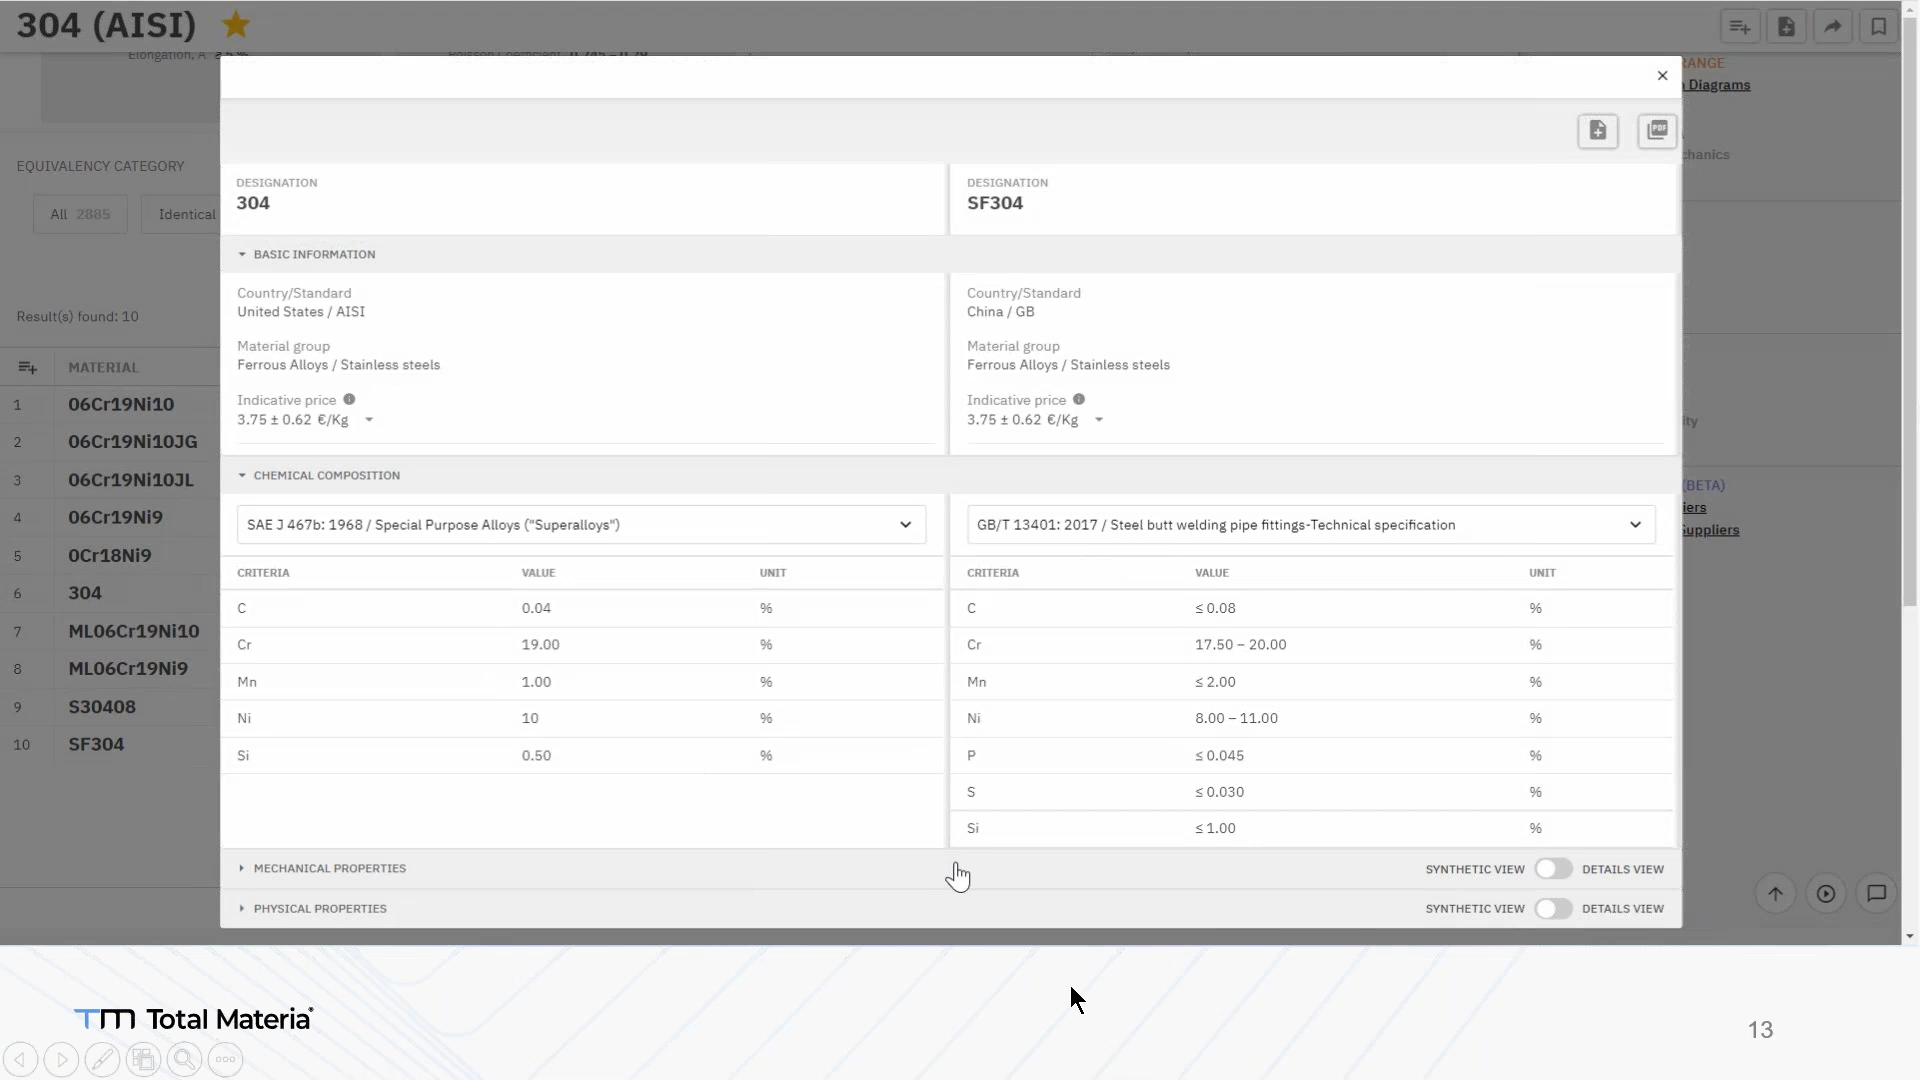 304 (AISI)
Elongation, A
RANGE
n Diagrams
chanics
EQUIVALENCY CATEGORY
All 2885
Identical
Result(s) found: 10
MATERIAL
1 06Cr19Ni10
2 06Cr19Ni10JG
3 06Cr19Ni10JL
4 06Cr19Ni9
5 0Cr18Ni9
6 304
7 ML06Cr19Ni10
8 ML06Cr19Ni9
9 S30408
10 SF304
×
PDF
DESIGNATION
304
DESIGNATION
SF304
BASIC INFORMATION
Country/Standard
United States / AISI
Material group
Ferrous Alloys / Stainless steels
Indicative price
3.75 ± 0.62 €/Kg
Country/Standard
China / GB
Material group
Ferrous Alloys / Stainless steels
Indicative price
3.75 ± 0.62 €/Kg
CHEMICAL COMPOSITION
SAE J 467b: 1968 / Special Purpose Alloys ("Superalloys")
CRITERIA VALUE UNIT
C 0.04 %
Cr 19.00 %
Mn 1.00 %
Ni 10 %
Si 0.50 %
GB/T 13401: 2017 / Steel butt welding pipe fittings-Technical specification
CRITERIA VALUE UNIT
C ≤ 0.08 %
Cr 17.50 – 20.00 %
Mn ≤ 2.00 %
Ni 8.00 – 11.00 %
P ≤ 0.045 %
S ≤ 0.030 %
Si ≤ 1.00 %
MECHANICAL PROPERTIES
SYNTHETIC VIEW DETAILS VIEW
PHYSICAL PROPERTIES
SYNTHETIC VIEW DETAILS VIEW
ity
(BETA)
iers
Suppliers
TM Total Materia®
13